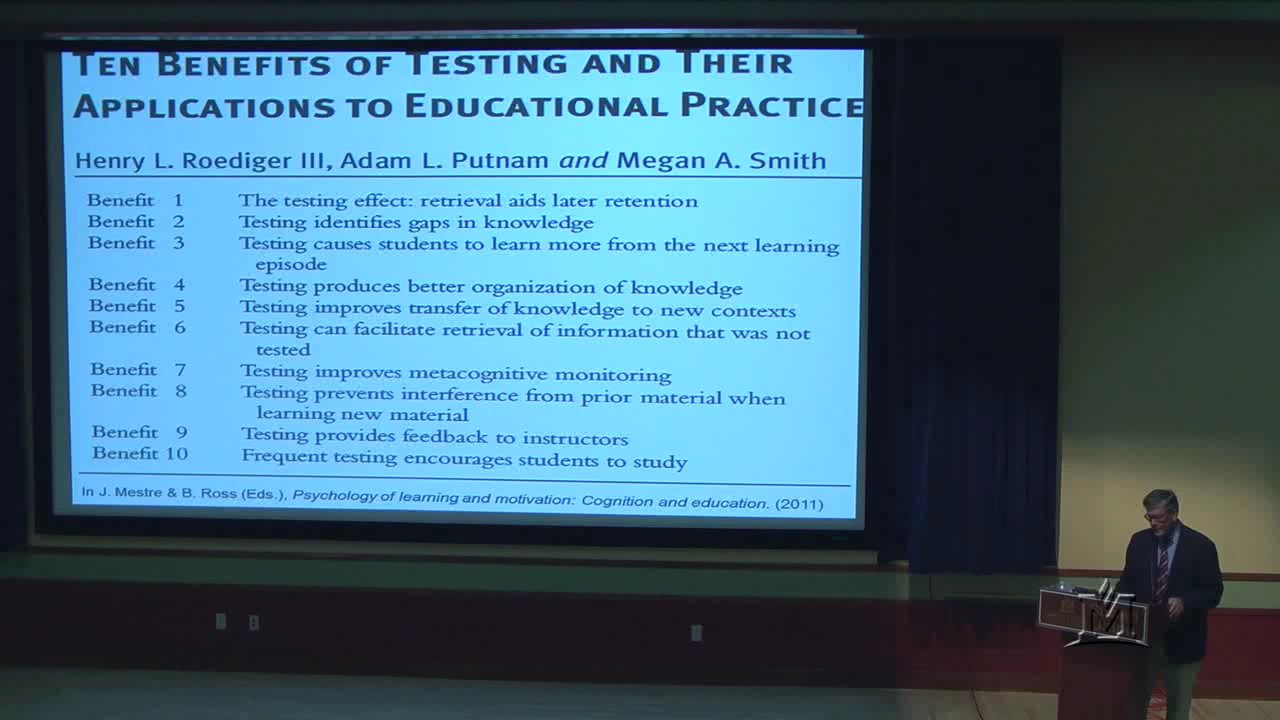 TEN BENEFITS OF TESTING AND THEIR
APPLICATIONS TO EDUCATIONAL PRACTICE
Henry L. Roediger III, Adam L. Putnam and Megan A. Smith
Benefit 1 The testing effect: retrieval aids later retention
Benefit 2 Testing identifies gaps in knowledge
Benefit 3 Testing causes students to learn more from the next learning
episode
Benefit 4 Testing produces better organization of knowledge
Benefit 5 Testing improves transfer of knowledge to new contexts
Benefit 6 Testing can facilitate retrieval of information that was not
tested
Benefit 7 Testing improves metacognitive monitoring
Benefit 8 Testing prevents interference from prior material when
learning new material
Benefit 9 Testing provides feedback to instructors
Benefit 10 Frequent testing encourages students to study
In J. Mestre & B. Ross (Eds.), Psychology of learning and motivation: Cognition and education. (2011)
M